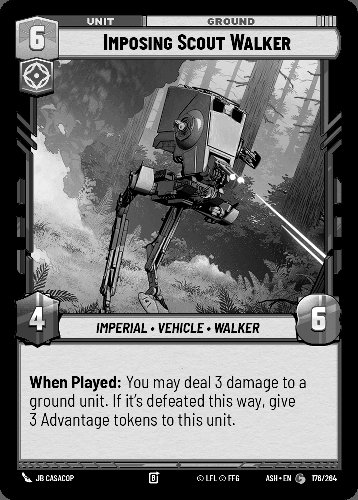 UNIT GROUND
6 IMPOSING SCOUT WALKER
4 6
IMPERIAL • VEHICLE • WALKER
When Played: You may deal 3 damage to a
ground unit. If it's defeated this way, give
3 Advantage tokens to this unit.
JB CASACOP © LFL © FFG ASH • EN 176/264